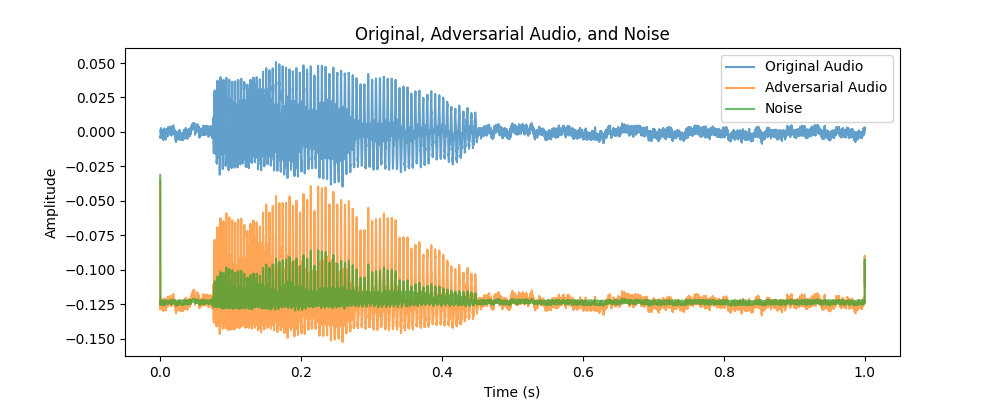 Original, Adversarial Audio, and Noise
Original Audio
Adversarial Audio
Noise
Amplitude
0.050
0.025
0.000
−0.025
−0.050
−0.075
−0.100
−0.125
−0.150
0.0 0.2 0.4 0.6 0.8 1.0
Time (s)